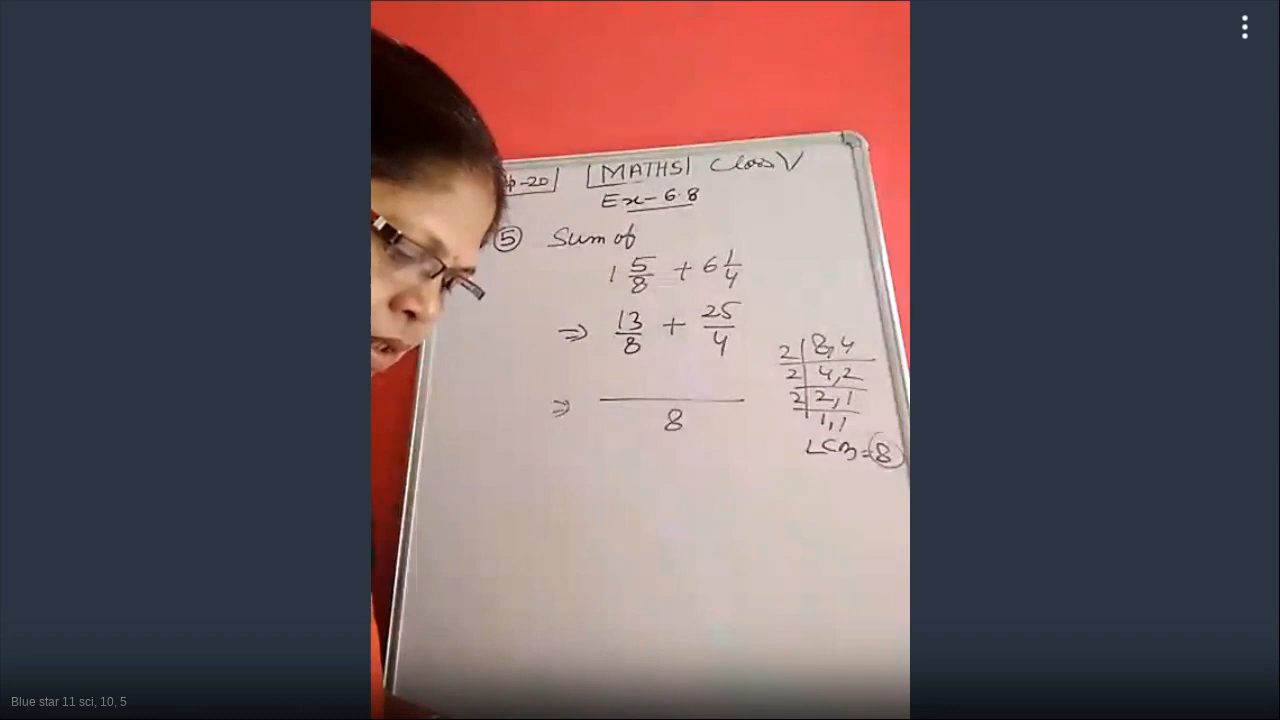 p-20 MATHS Class V
Ex-6.8
⑤ Sum of
1 5/8 + 6 1/4
⇒ 13/8 + 25/4
⇒ /8
2 | 8,4
2 | 4,2
2 | 2,1
1,1
LCM=8
Blue star 11 sci, 10, 5